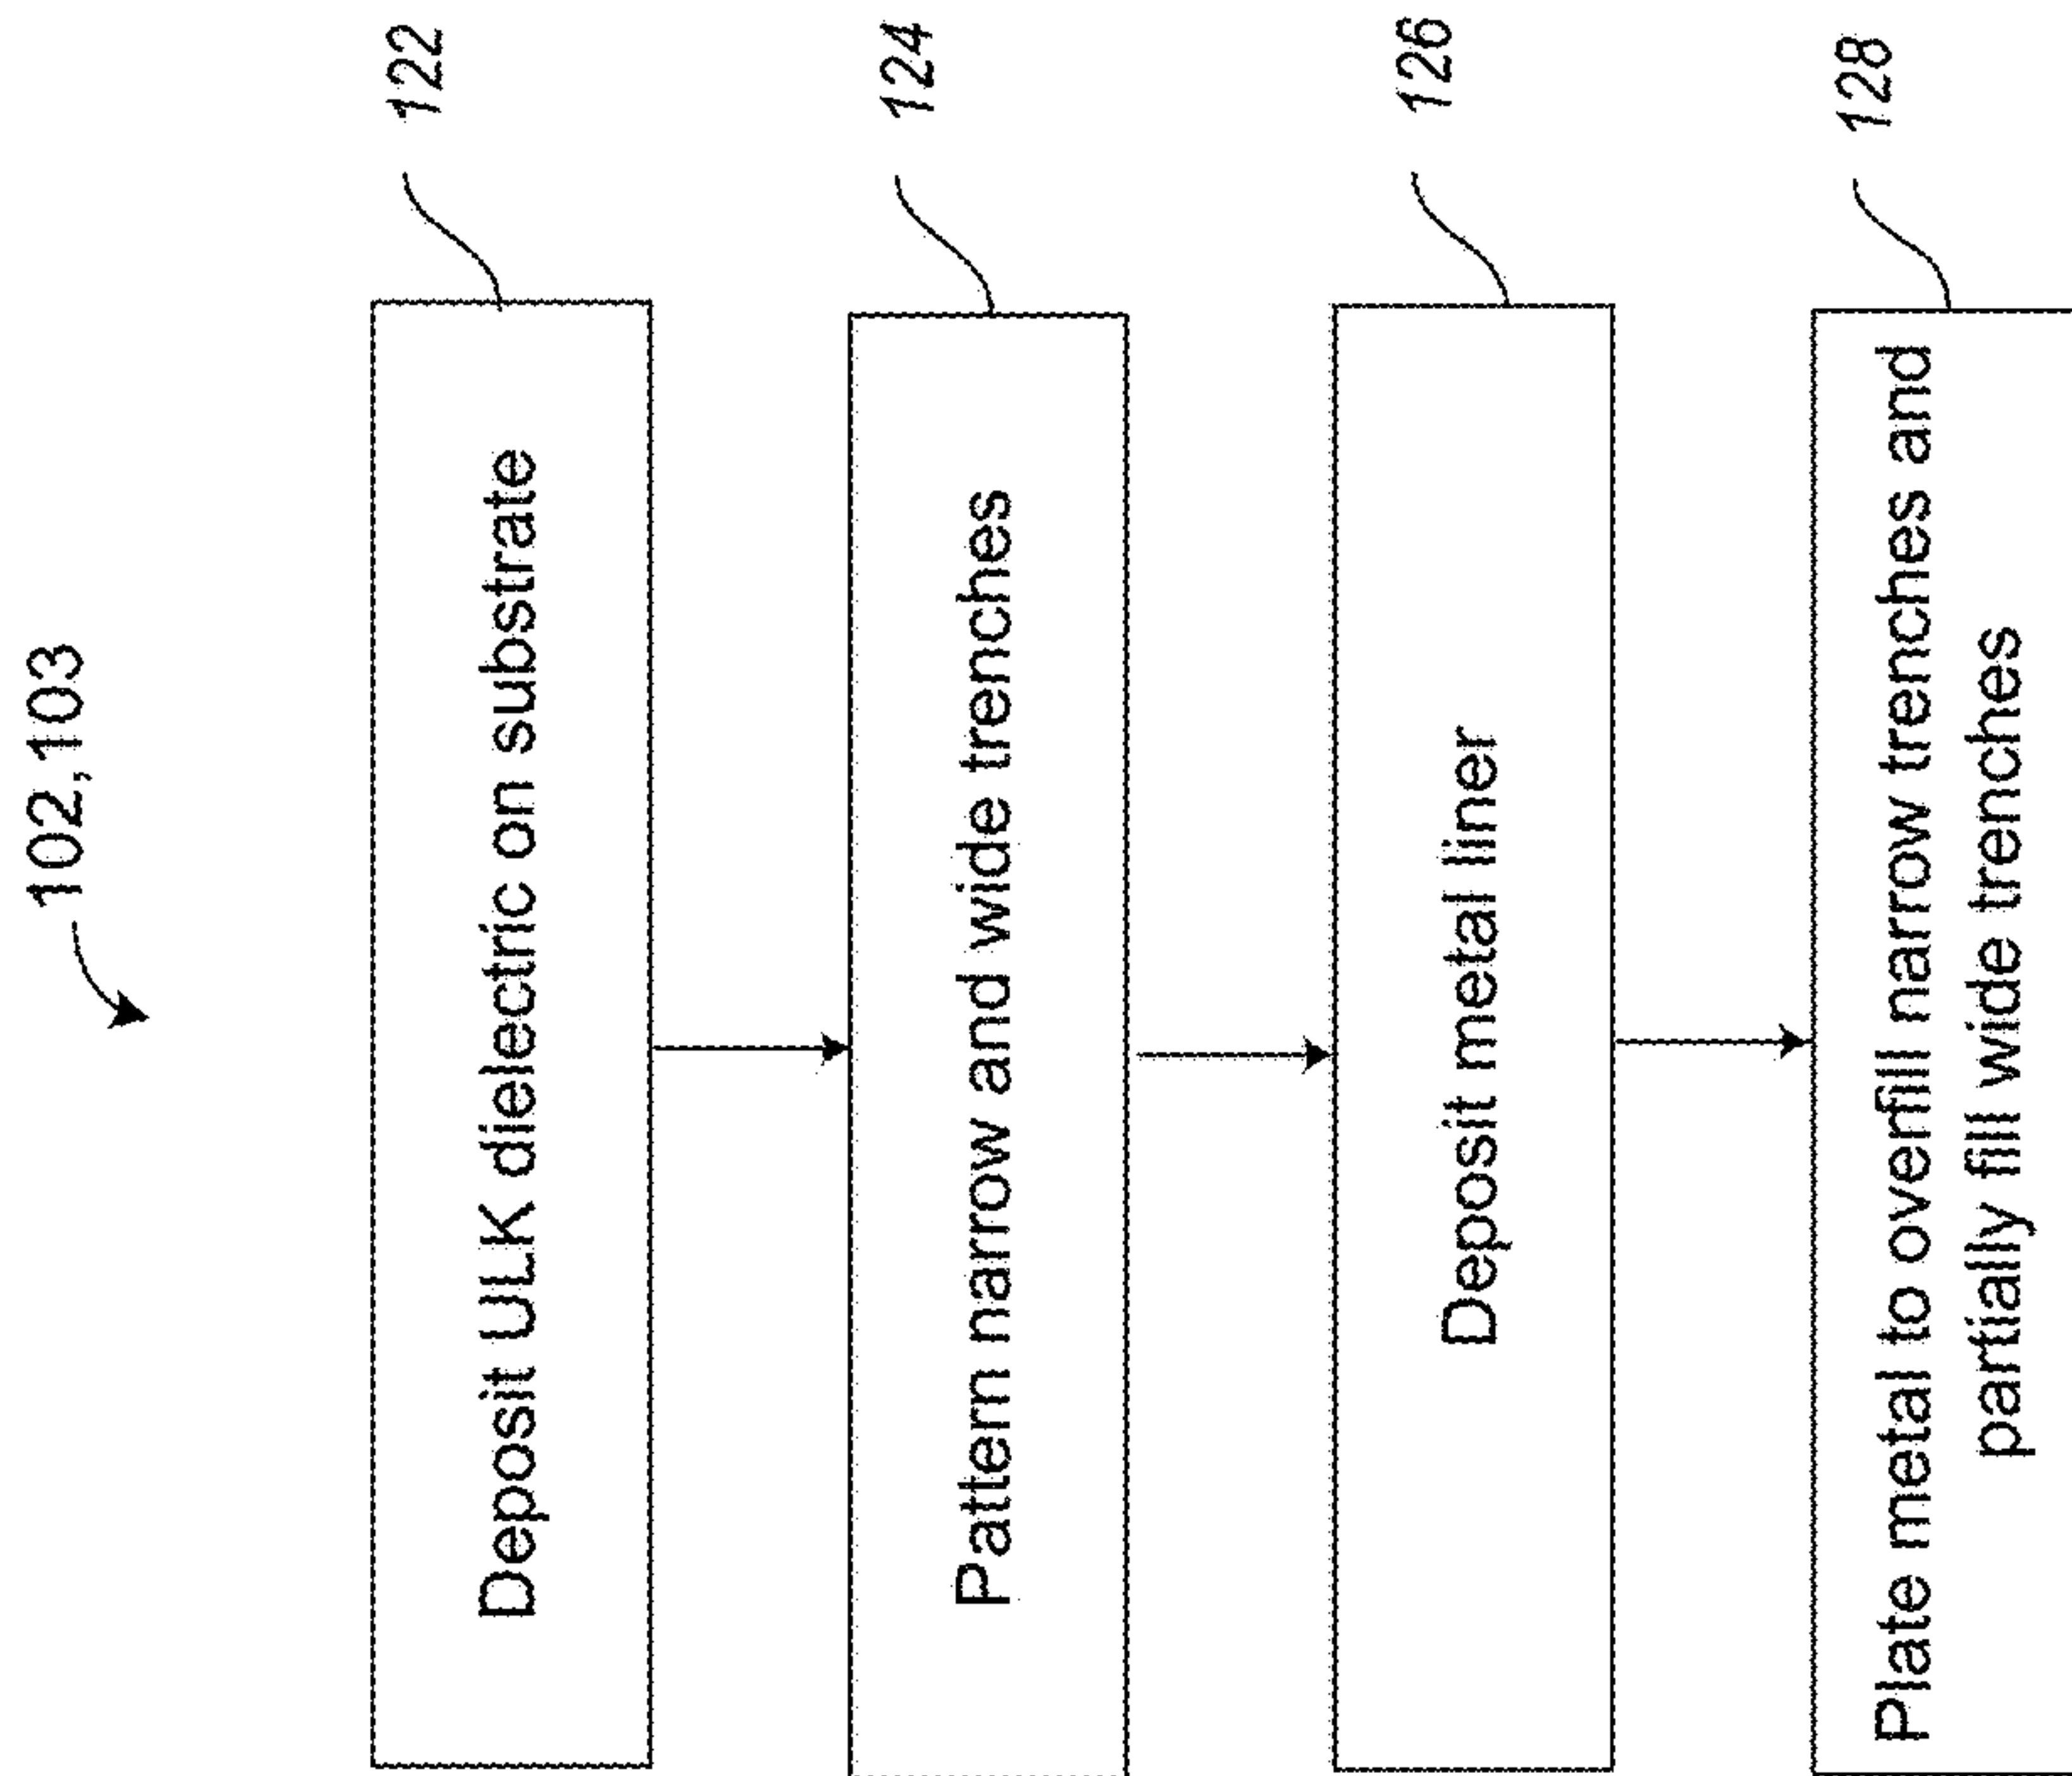 102,103
Deposit ULK dielectric on substrate
122
Pattern narrow and wide trenches
124
Deposit metal liner
126
Plate metal to overfill narrow trenches and
partially fill wide trenches
128